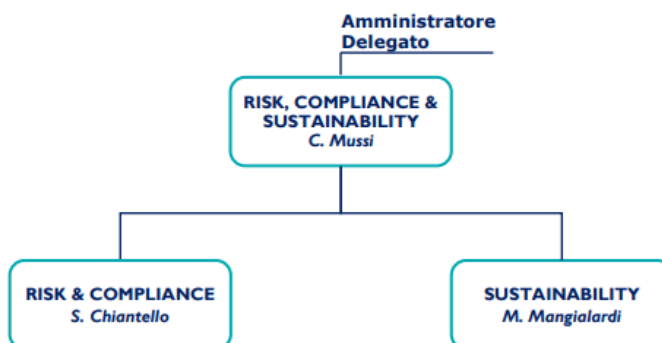 Amministratore
Delegato
RISK, COMPLIANCE &
SUSTAINABILITY
C. Mussi
RISK & COMPLIANCE
S. Chiantello
SUSTAINABILITY
M. Mangialardi